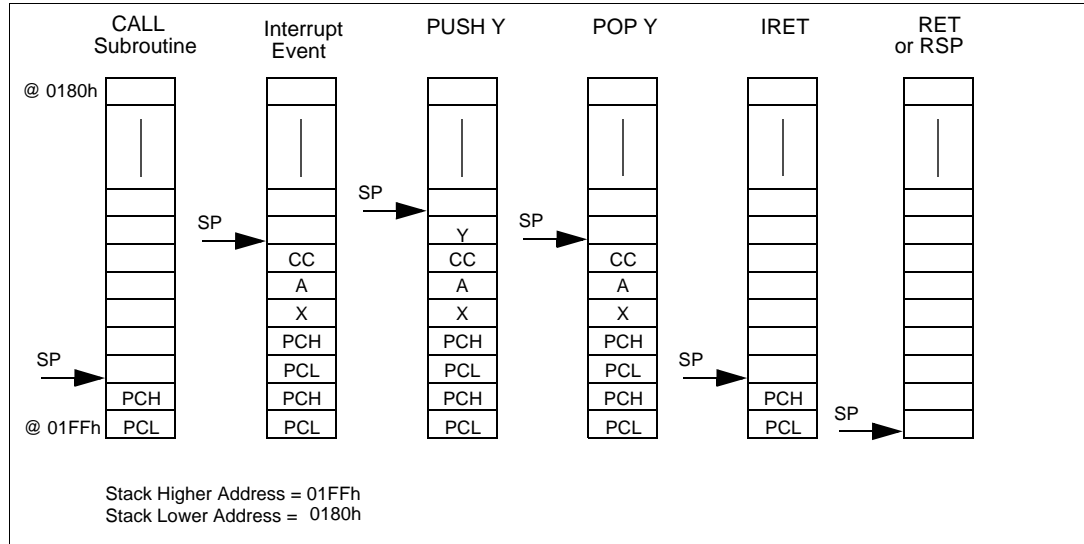 CALL
Subroutine
Interrupt
Event
PUSH Y
POP Y
IRET
RET
or RSP
@ 0180h
SP
PCH
@ 01FFh
PCL
SP
CC
A
X
PCH
PCL
PCH
PCL
SP
Y
CC
A
X
PCH
PCL
PCH
PCL
SP
CC
A
X
PCH
PCL
PCH
PCL
SP
PCH
PCL
SP
Stack Higher Address = 01FFh
Stack Lower Address = 0180h